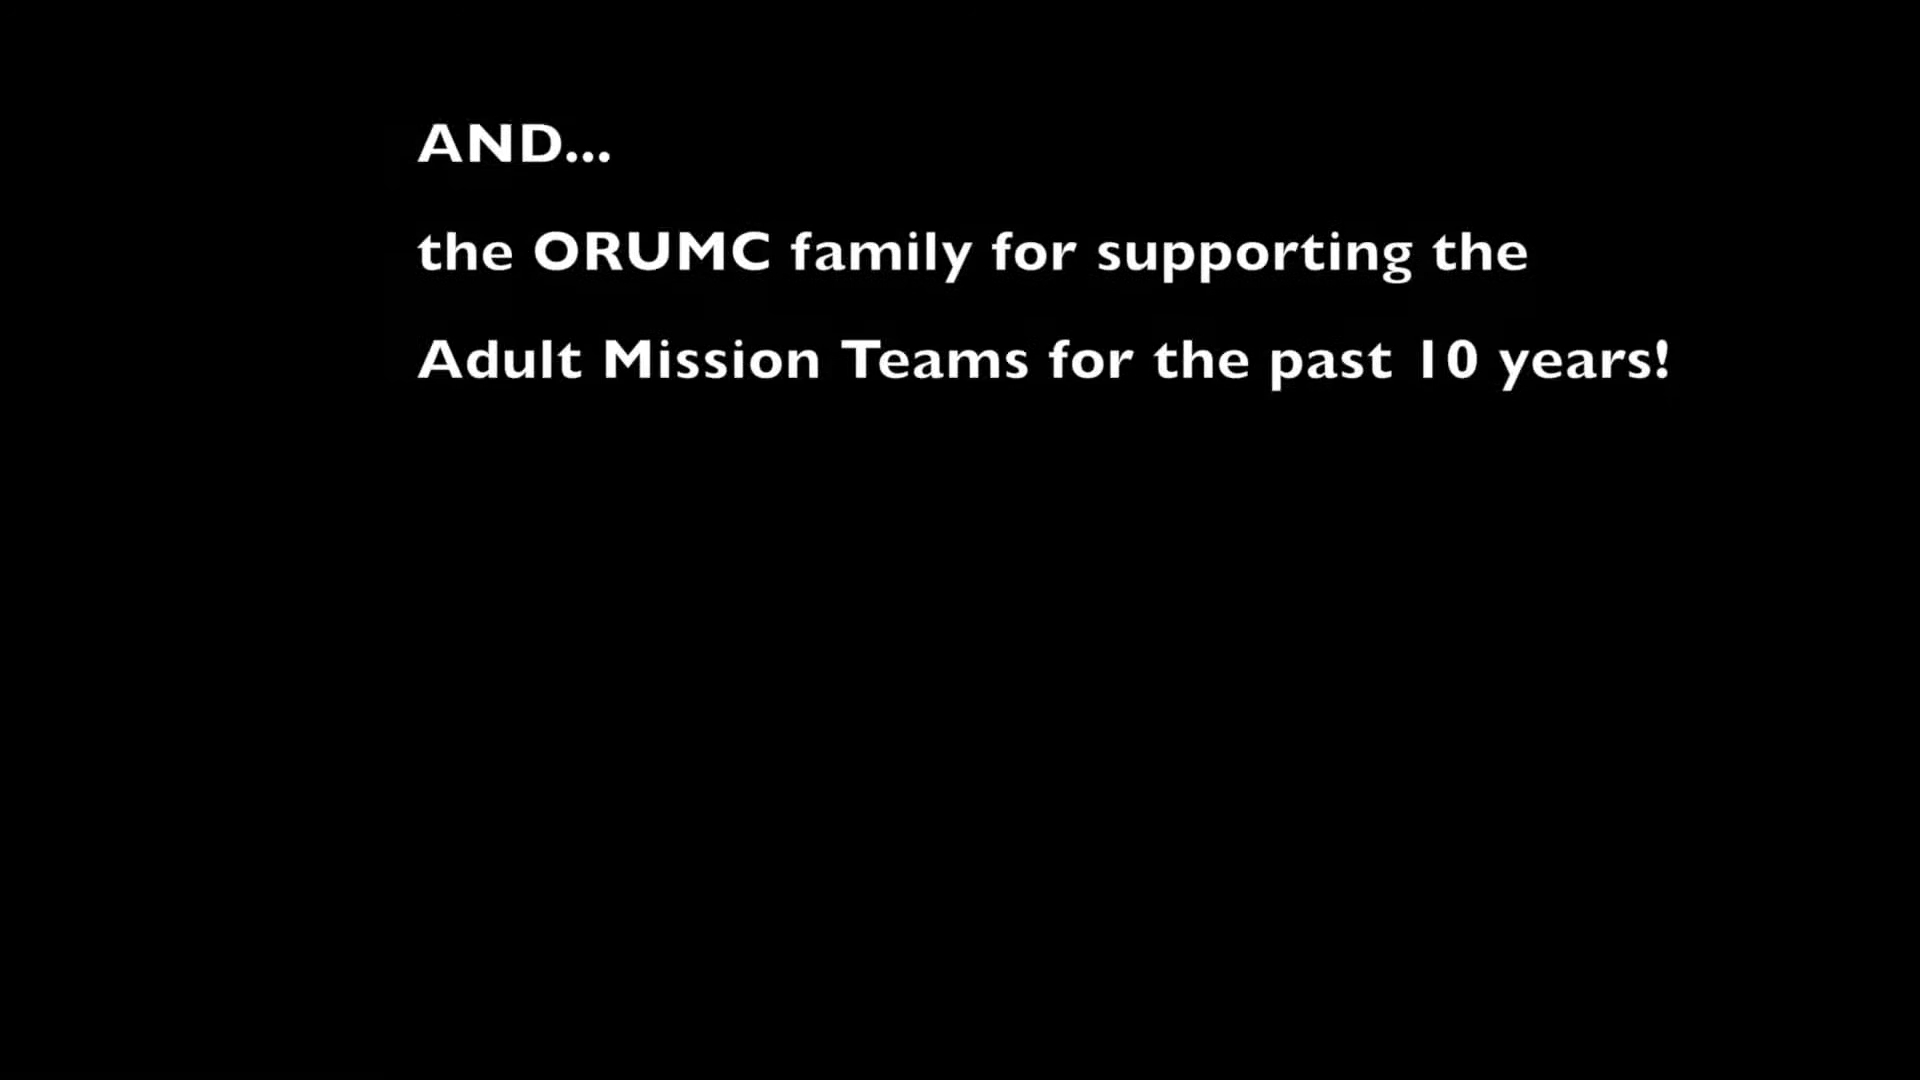 AND...
the ORUMC family for supporting the
Adult Mission Teams for the past 10 years!